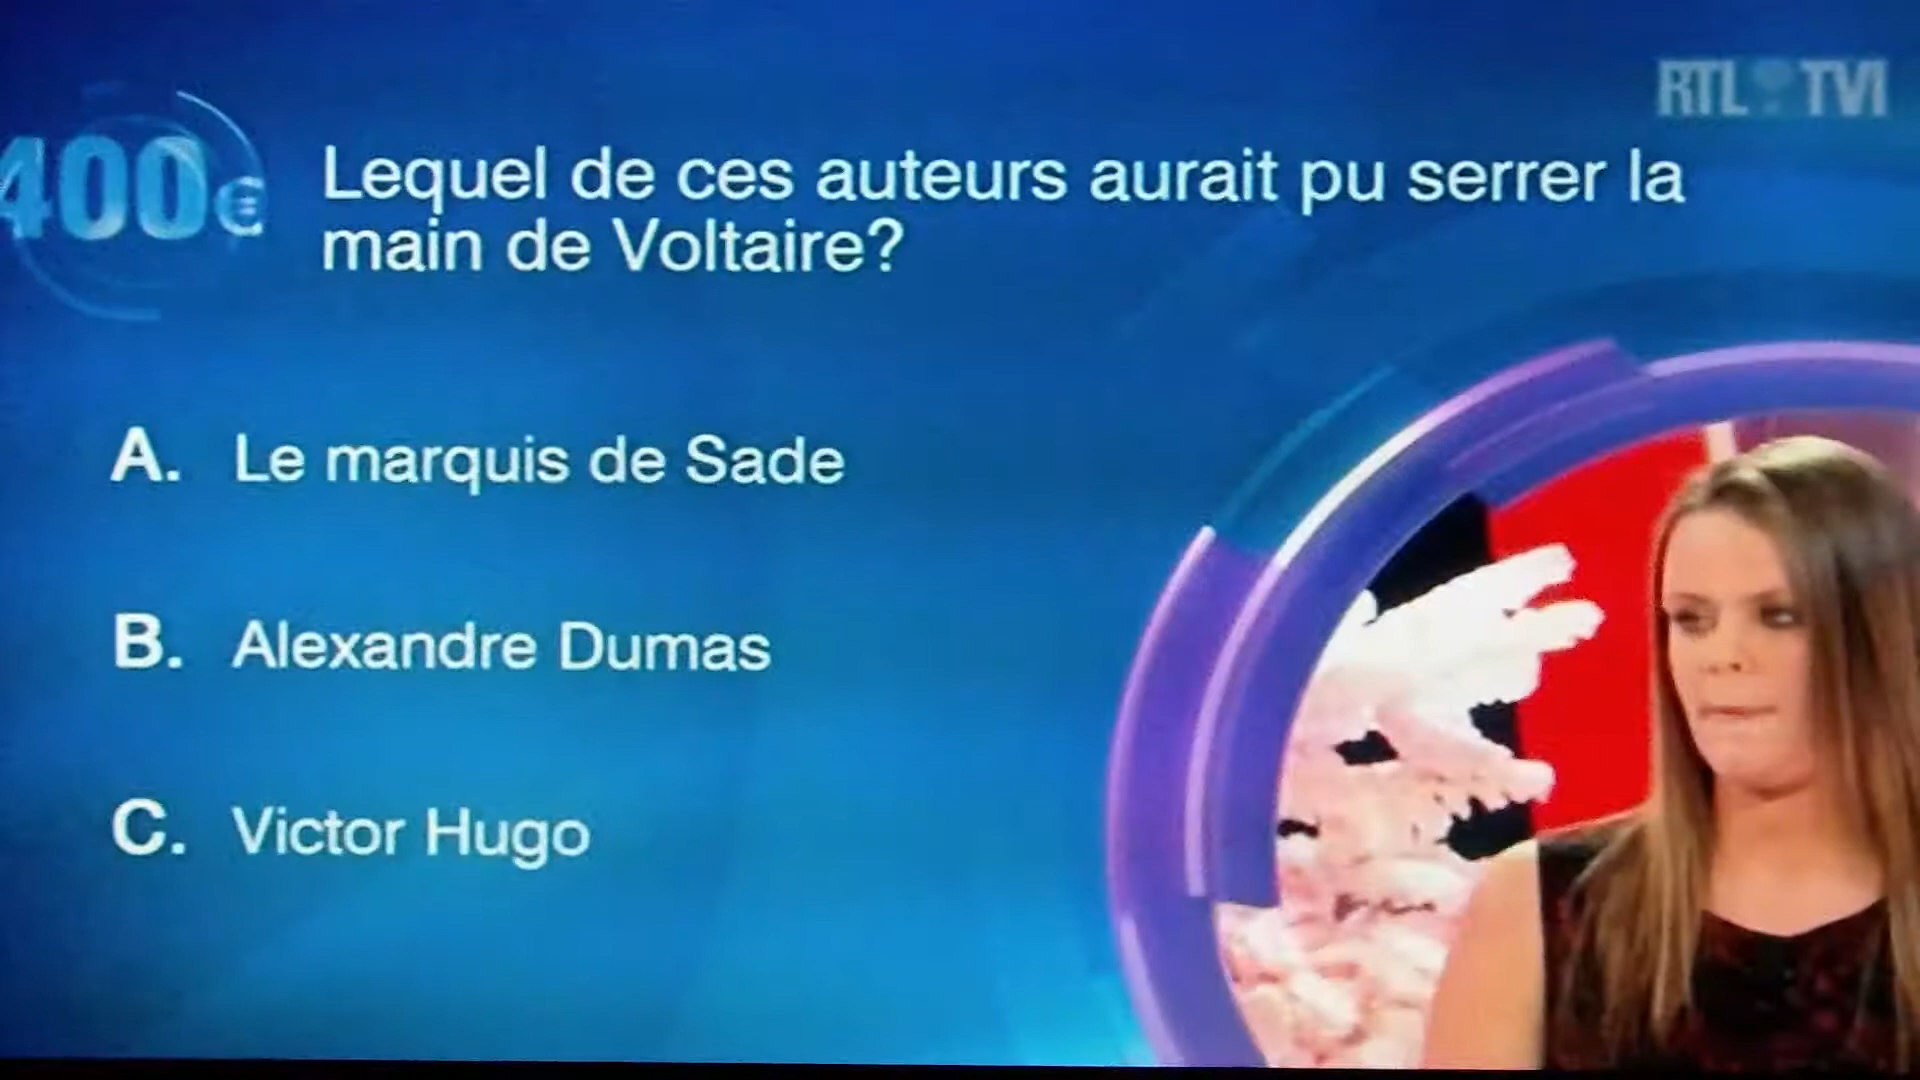 RTL TVI
400€
Lequel de ces auteurs aurait pu serrer la
main de Voltaire?
A. Le marquis de Sade
B. Alexandre Dumas
C. Victor Hugo